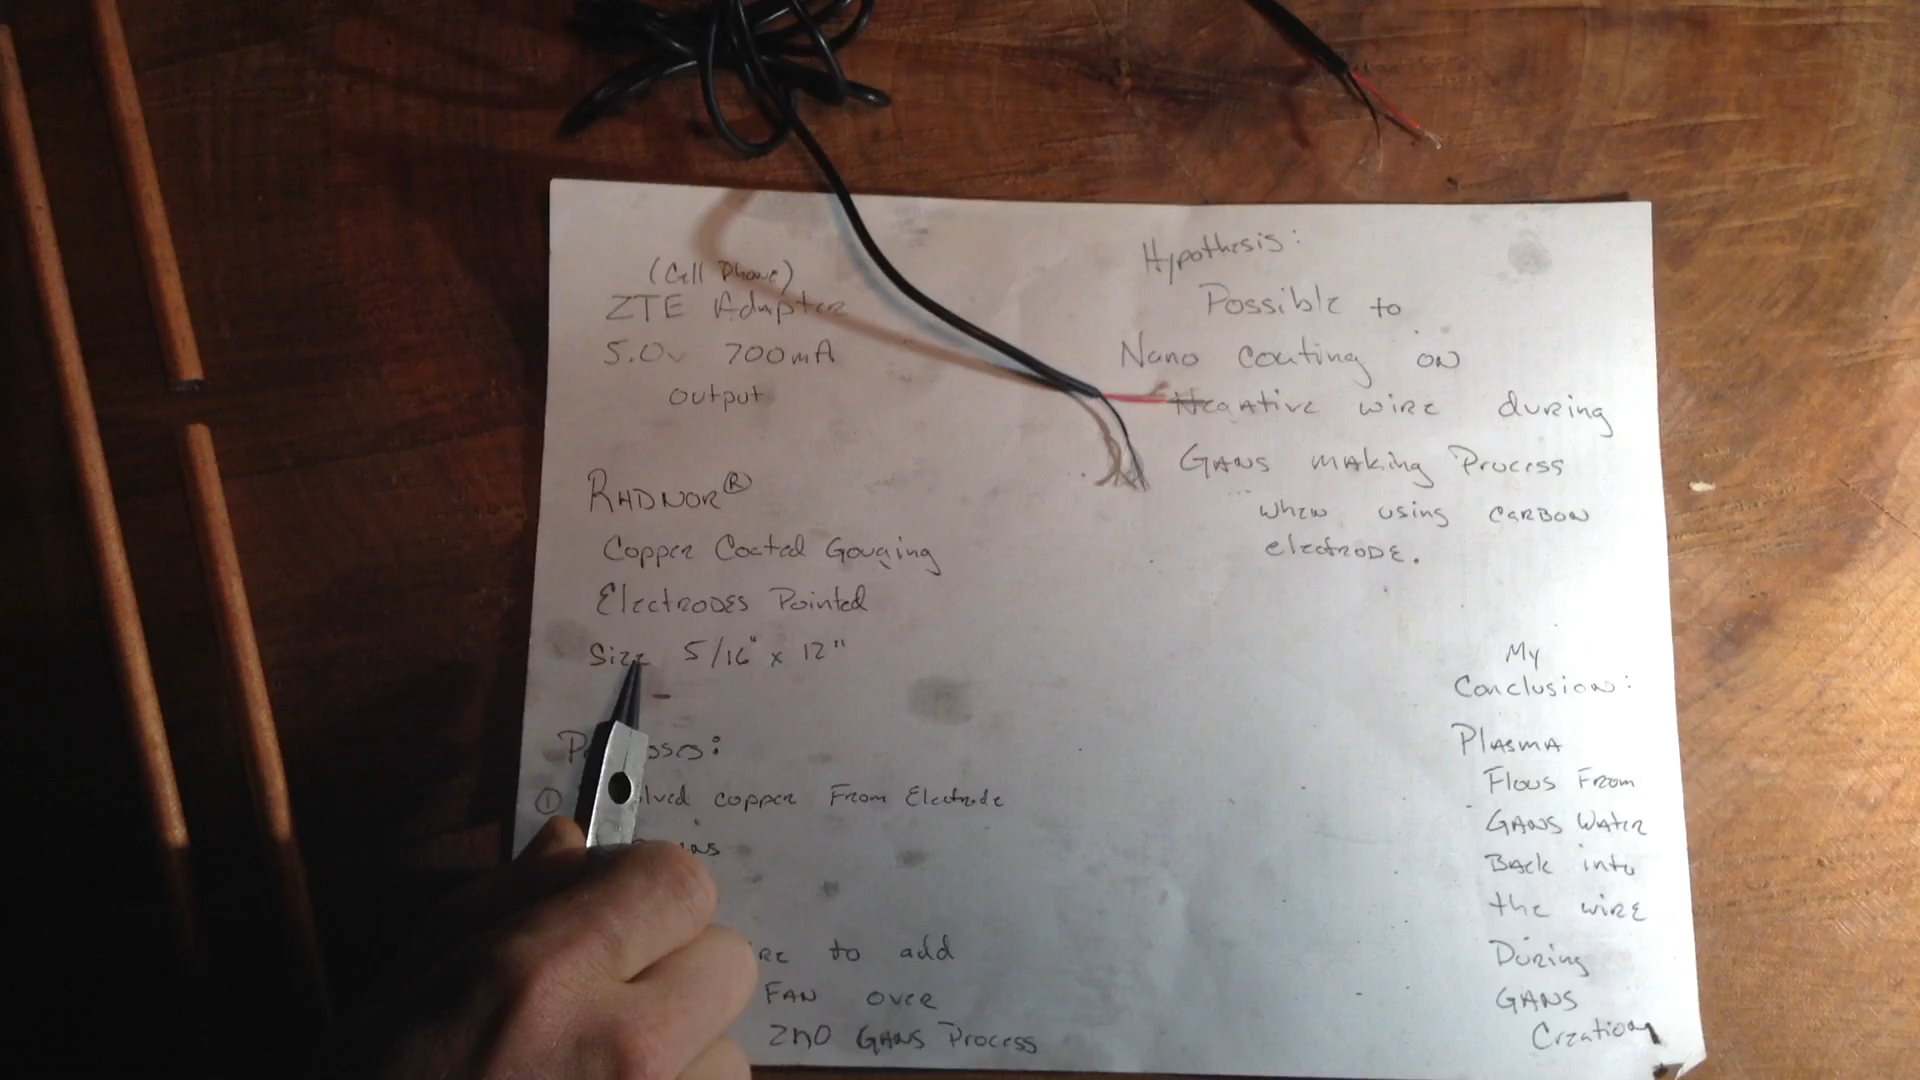 (Cell Phone)
ZTE Adapter
5.0v 700mA
output
RADNOR®
Copper Coated Gouging
Electrodes Pointed
Size 5/16" x 12"
① copper From Electrode
to add
FAN over
2nd GANS Process
Hypothesis:
Possible to
Nano coating on
Negative wire during
GANS making Process
when using carbon
electrode.
My
Conclusion:
Plasma
Flows From
GANS Water
Back into
the wire
During
GANS
Creation